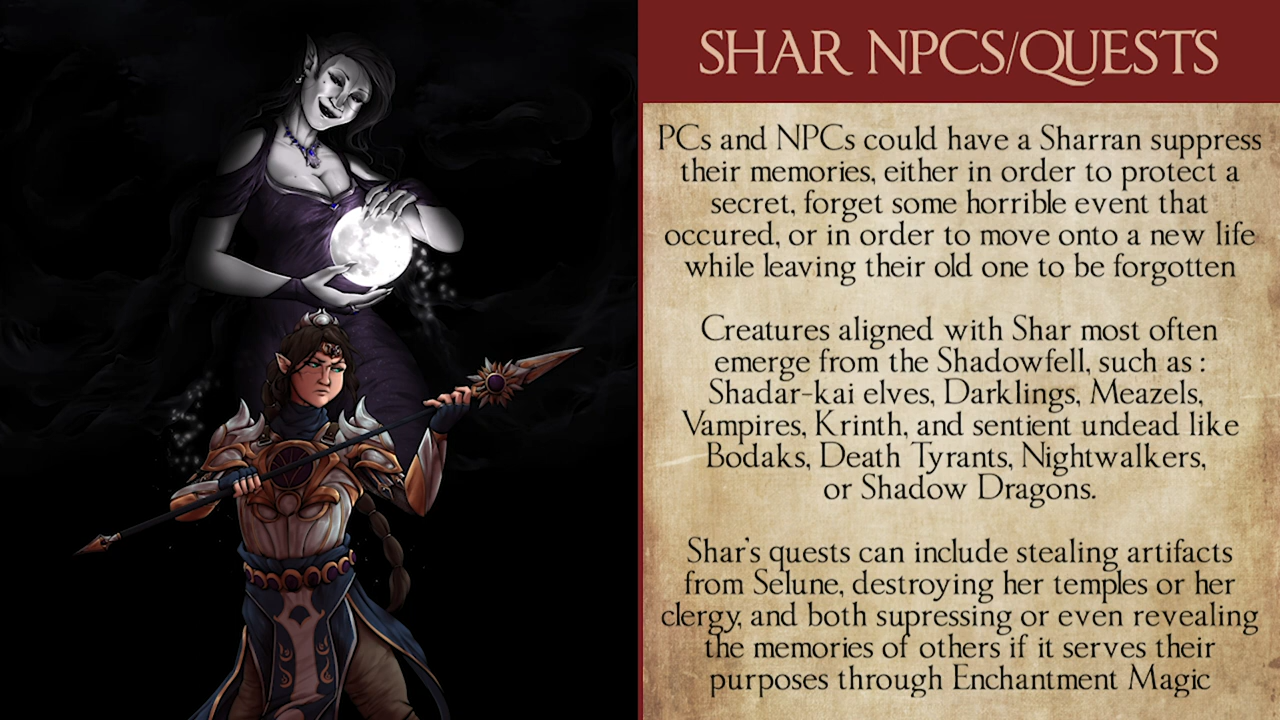 SHAR NPCS/QUESTS
PCs and NPCs could have a Sharran suppress
their memories, either in order to protect a
secret, forget some horrible event that
occured, or in order to move onto a new life
while leaving their old one to be forgotten
Creatures aligned with Shar most often
emerge from the Shadowfell, such as :
Shadar-kai elves, Darklings, Meazels,
Vampires, Krinth, and sentient undead like
Bodaks, Death Tyrants, Nightwalkers,
or Shadow Dragons.
Shar's quests can include stealing artifacts
from Selune, destroying her temples or her
clergy, and both supressing or even revealing
the memories of others if it serves their
purposes through Enchantment Magic